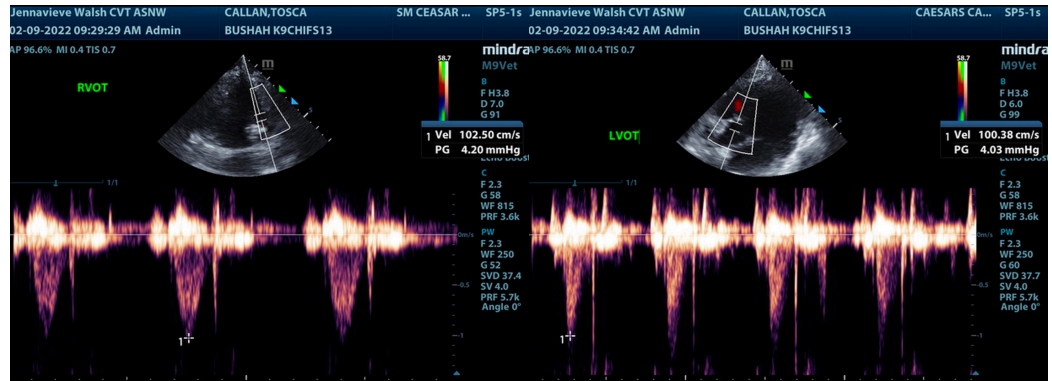 Jennavieve Walsh CVT ASNW CALLAN,TOSCA SM CEASAR ... SP5-1s
02-09-2022 09:29:29 AM Admin BUSHAH K9CHIFS13
AP 96.6% MI 0.4 TIS 0.7
mindra
M9Vet
RVOT
m
58.7
B
F H3.8
D 7.0
G 91
1 Vel 102.50 cm/s
PG 4.20 mmHg
Echo Boost
C
F 2.3
G 58
WF 815
PRF 3.6k
PW
F 2.3
WF 250
G 52
SVD 37.4
SV 4.0
PRF 5.7k
Angle 0°
1/1
0m/s
-0.5
-1
1
Jennavieve Walsh CVT ASNW CALLAN,TOSCA CAESARS CA... SP5-1s
02-09-2022 09:34:42 AM Admin BUSHAH K9CHIFS13
AP 96.6% MI 0.4 TIS 0.7
mindra
M9Vet
LVOT
m
58.7
B
F H3.8
D 6.0
G 99
1 Vel 100.38 cm/s
PG 4.03 mmHg
C
F 2.3
G 58
WF 815
PRF 3.6k
PW
F 2.3
WF 250
G 60
SVD 37.7
SV 4.0
PRF 5.7k
Angle 0°
1/1
0m/s
-0.5
-1
1